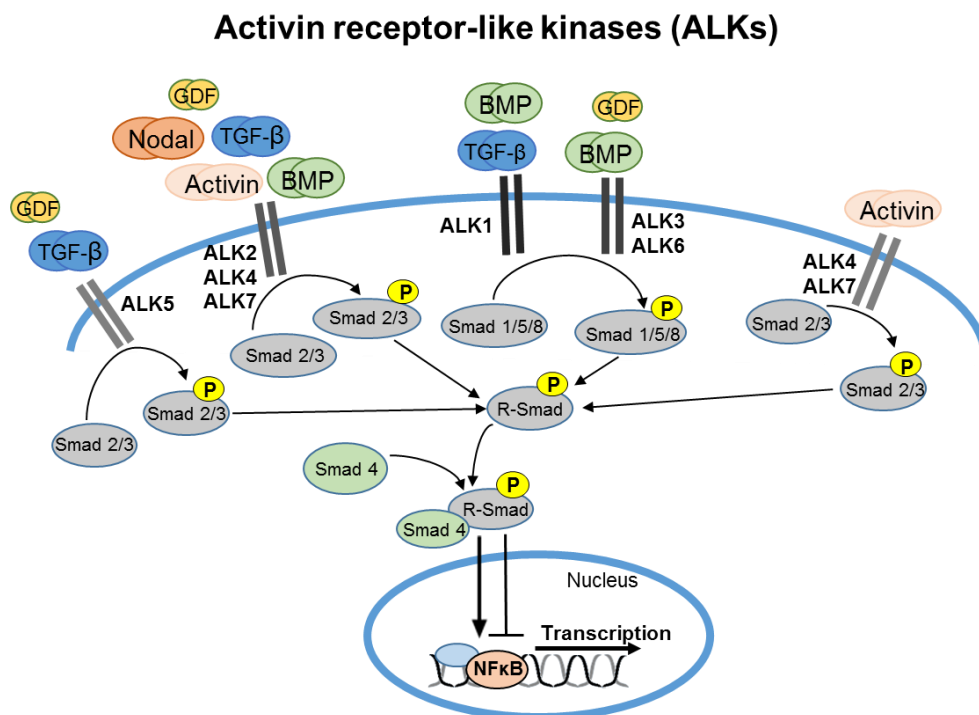 Activin receptor-like kinases (ALKs)
GDF
Nodal
TGF-β
Activin
BMP
GDF
TGF-β
ALK5
ALK2
ALK4
ALK7
BMP
TGF-β
GDF
BMP
ALK1
ALK3
ALK6
Activin
ALK4
ALK7
Smad 2/3
P
Smad 2/3
Smad 2/3
P
Smad 2/3
Smad 1/5/8
P
Smad 1/5/8
Smad 2/3
P
Smad 2/3
P
R-Smad
Smad 4
P
R-Smad
Smad 4
Nucleus
Transcription
NFκB